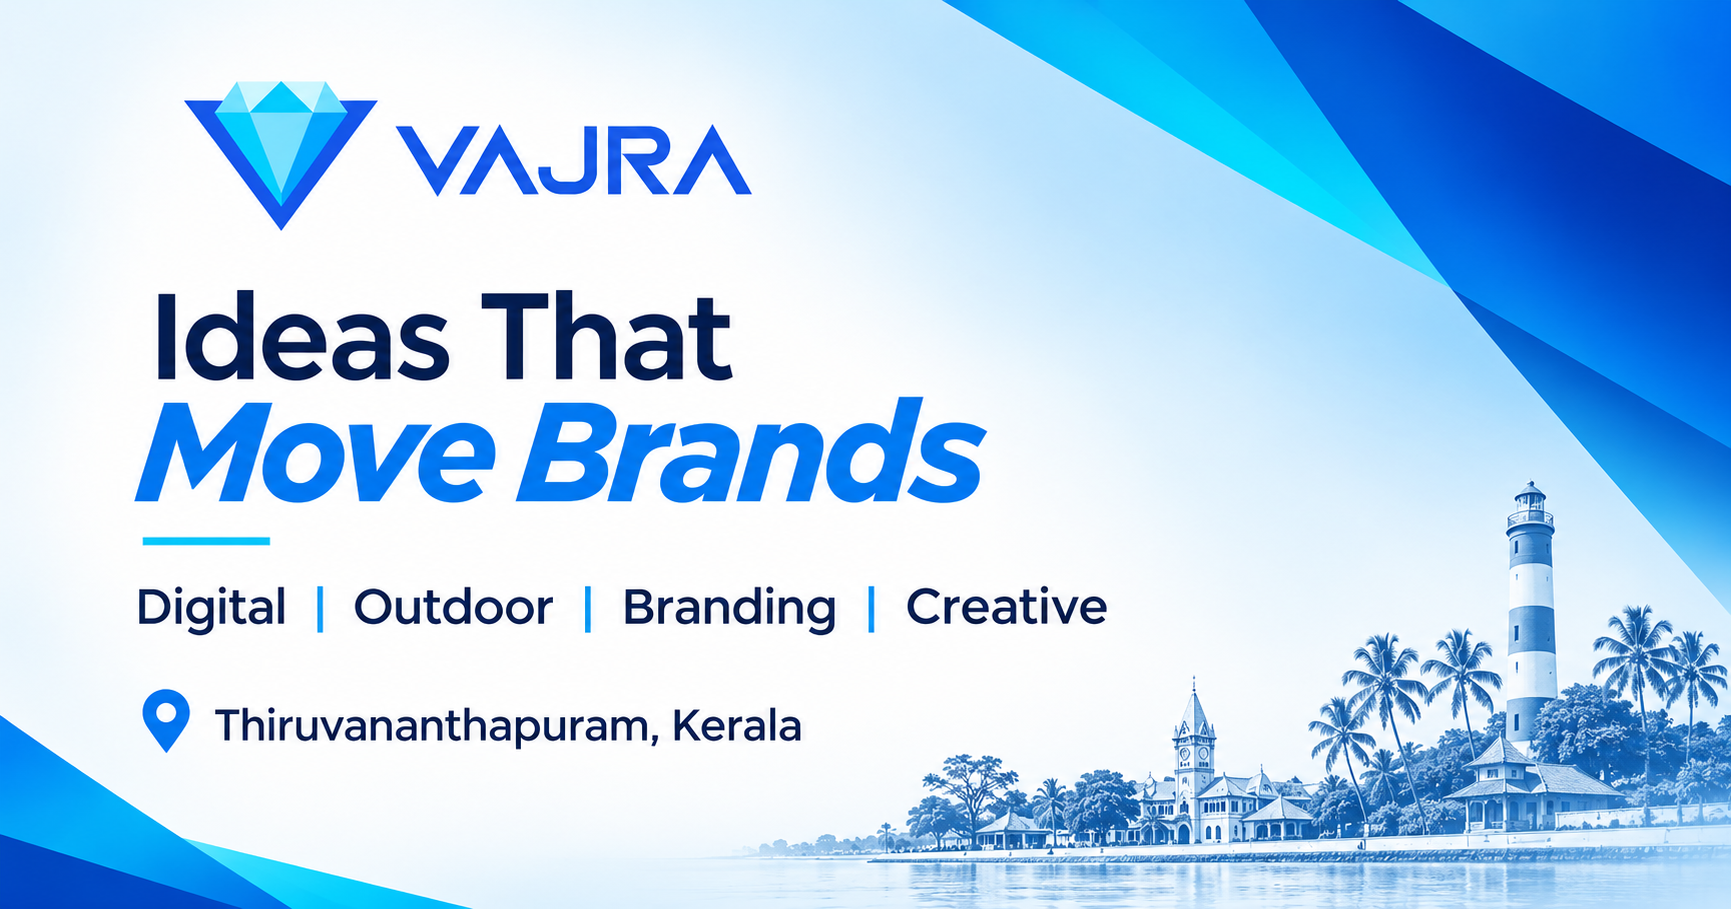 VAJRA
Ideas That
Move Brands
Digital | Outdoor | Branding | Creative
Thiruvananthapuram, Kerala